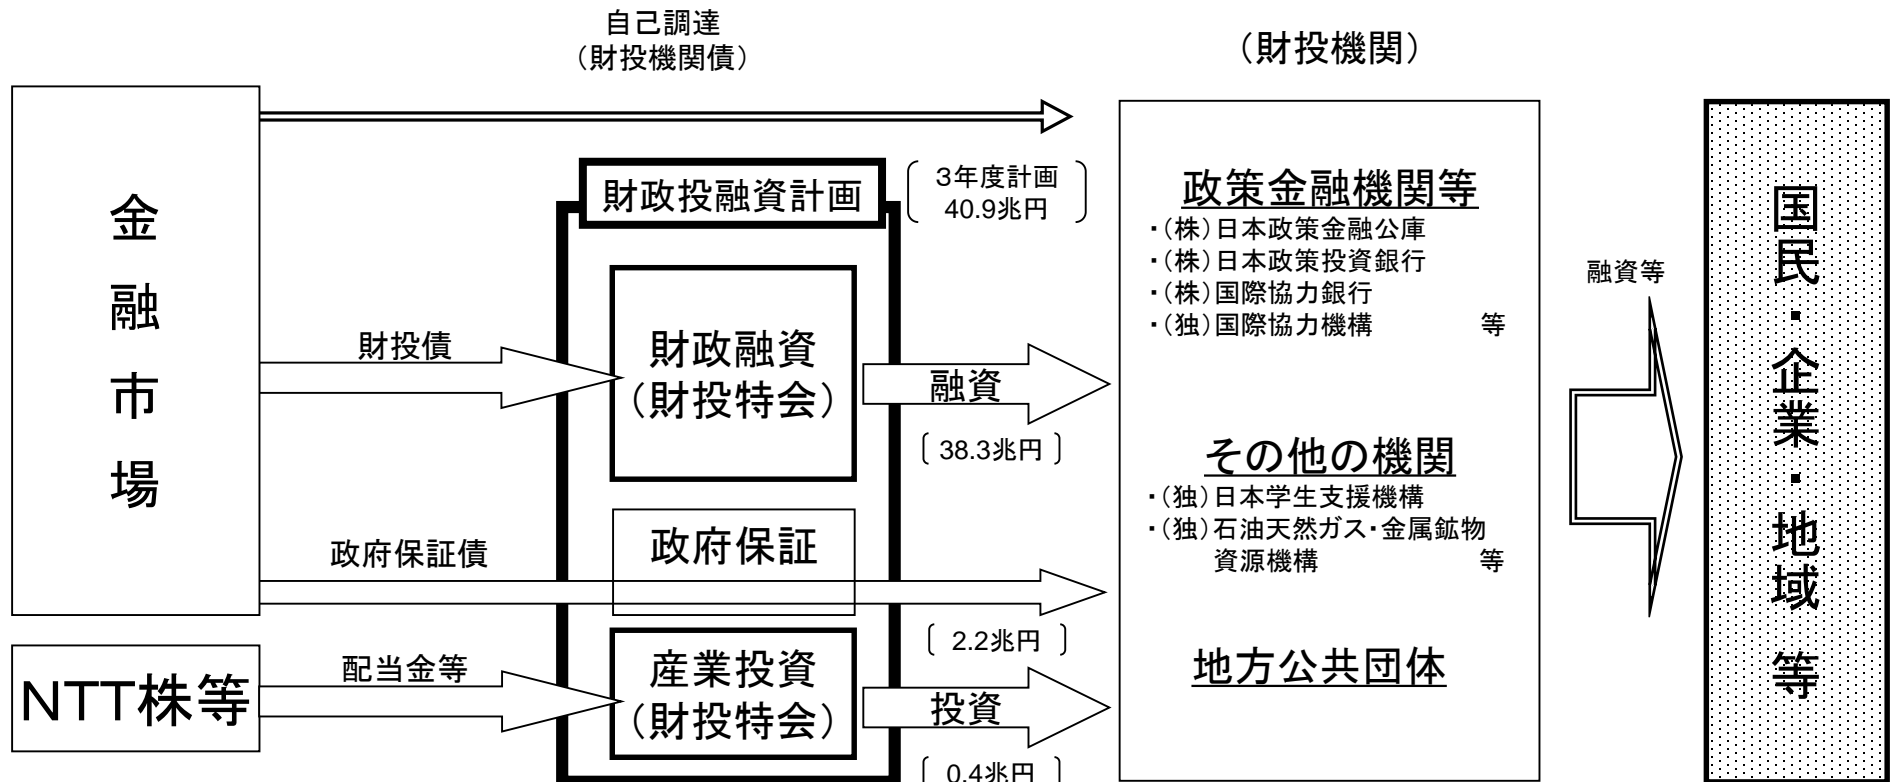 自己調達
（財投機関債）
（財投機関）
金融市場
財政投融資計画
3年度計画
40.9兆円
政策金融機関等
・（株）日本政策金融公庫
・（株）日本政策投資銀行
・（株）国際協力銀行
・（独）国際協力機構 等
融資等
国民・企業・地域 等
財投債
財政融資
（財投特会）
融資
38.3兆円
その他の機関
・（独）日本学生支援機構
・（独）石油天然ガス・金属鉱物
資源機構 等
政府保証債
政府保証
2.2兆円
地方公共団体
NTT株等
配当金等
産業投資
（財投特会）
投資
0.4兆円